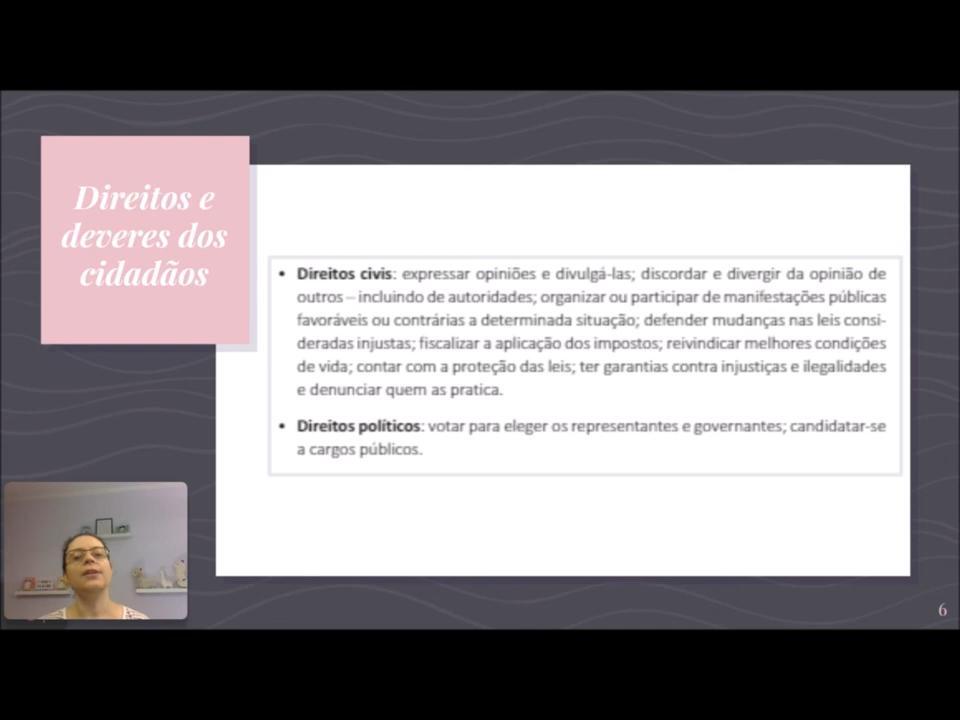 Direitos e
deveres dos
cidadãos
• Direitos civis: expressar opiniões e divulgá-las; discordar e divergir da opinião de
outros – incluindo de autoridades; organizar ou participar de manifestações públicas
favoráveis ou contrárias a determinada situação; defender mudanças nas leis consi-
deradas injustas; fiscalizar a aplicação dos impostos; reivindicar melhores condições
de vida; contar com a proteção das leis; ter garantias contra injustiças e ilegalidades
e denunciar quem as pratica.
• Direitos políticos: votar para eleger os representantes e governantes; candidatar-se
a cargos públicos.
6